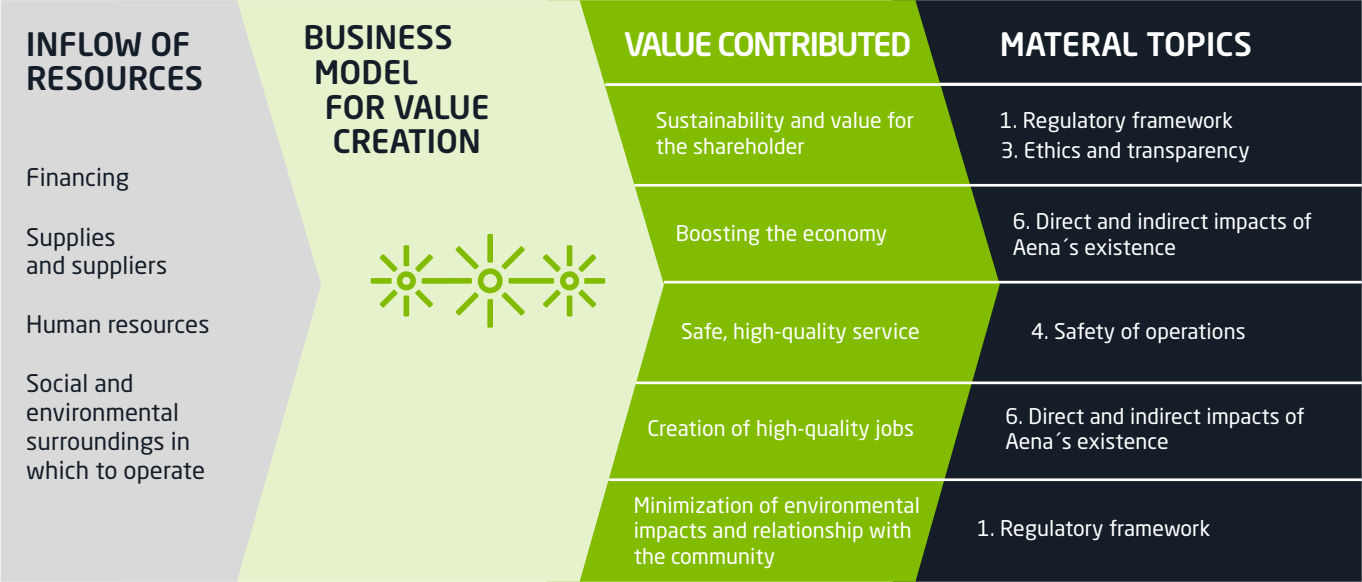 INFLOW OF
RESOURCES
Financing
Supplies
and suppliers
Human resources
Social and
environmental
surroundings in
which to operate
BUSINESS
MODEL
FOR VALUE
CREATION
VALUE CONTRIBUTED
MATERAL TOPICS
Sustainability and value for
the shareholder
1. Regulatory framework
3. Ethics and transparency
Boosting the economy
6. Direct and indirect impacts of
Aena´s existence
Safe, high-quality service
4. Safety of operations
Creation of high-quality jobs
6. Direct and indirect impacts of
Aena´s existence
Minimization of environmental
impacts and relationship with
the community
1. Regulatory framework